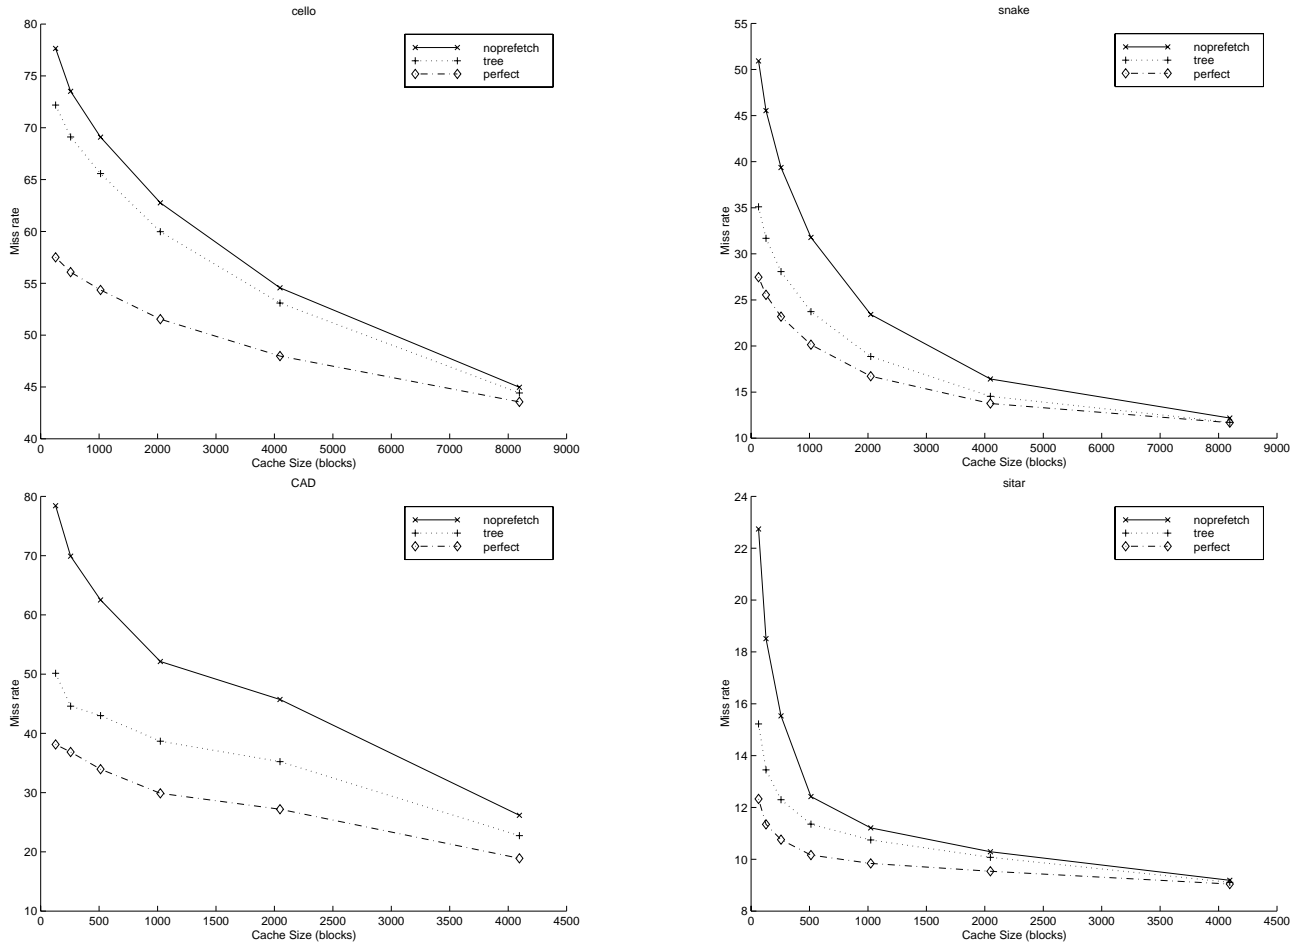 cello
80
75
70
65
60
55
50
45
40
Miss rate
0 1000 2000 3000 4000 5000 6000 7000 8000 9000
Cache Size (blocks)
noprefetch
tree
perfect
snake
55
50
45
40
35
30
25
20
15
10
Miss rate
0 1000 2000 3000 4000 5000 6000 7000 8000 9000
Cache Size (blocks)
noprefetch
tree
perfect
CAD
80
70
60
50
40
30
20
10
Miss rate
0 500 1000 1500 2000 2500 3000 3500 4000 4500
Cache Size (blocks)
noprefetch
tree
perfect
sitar
24
22
20
18
16
14
12
10
8
Miss rate
0 500 1000 1500 2000 2500 3000 3500 4000 4500
Cache Size (blocks)
noprefetch
tree
perfect